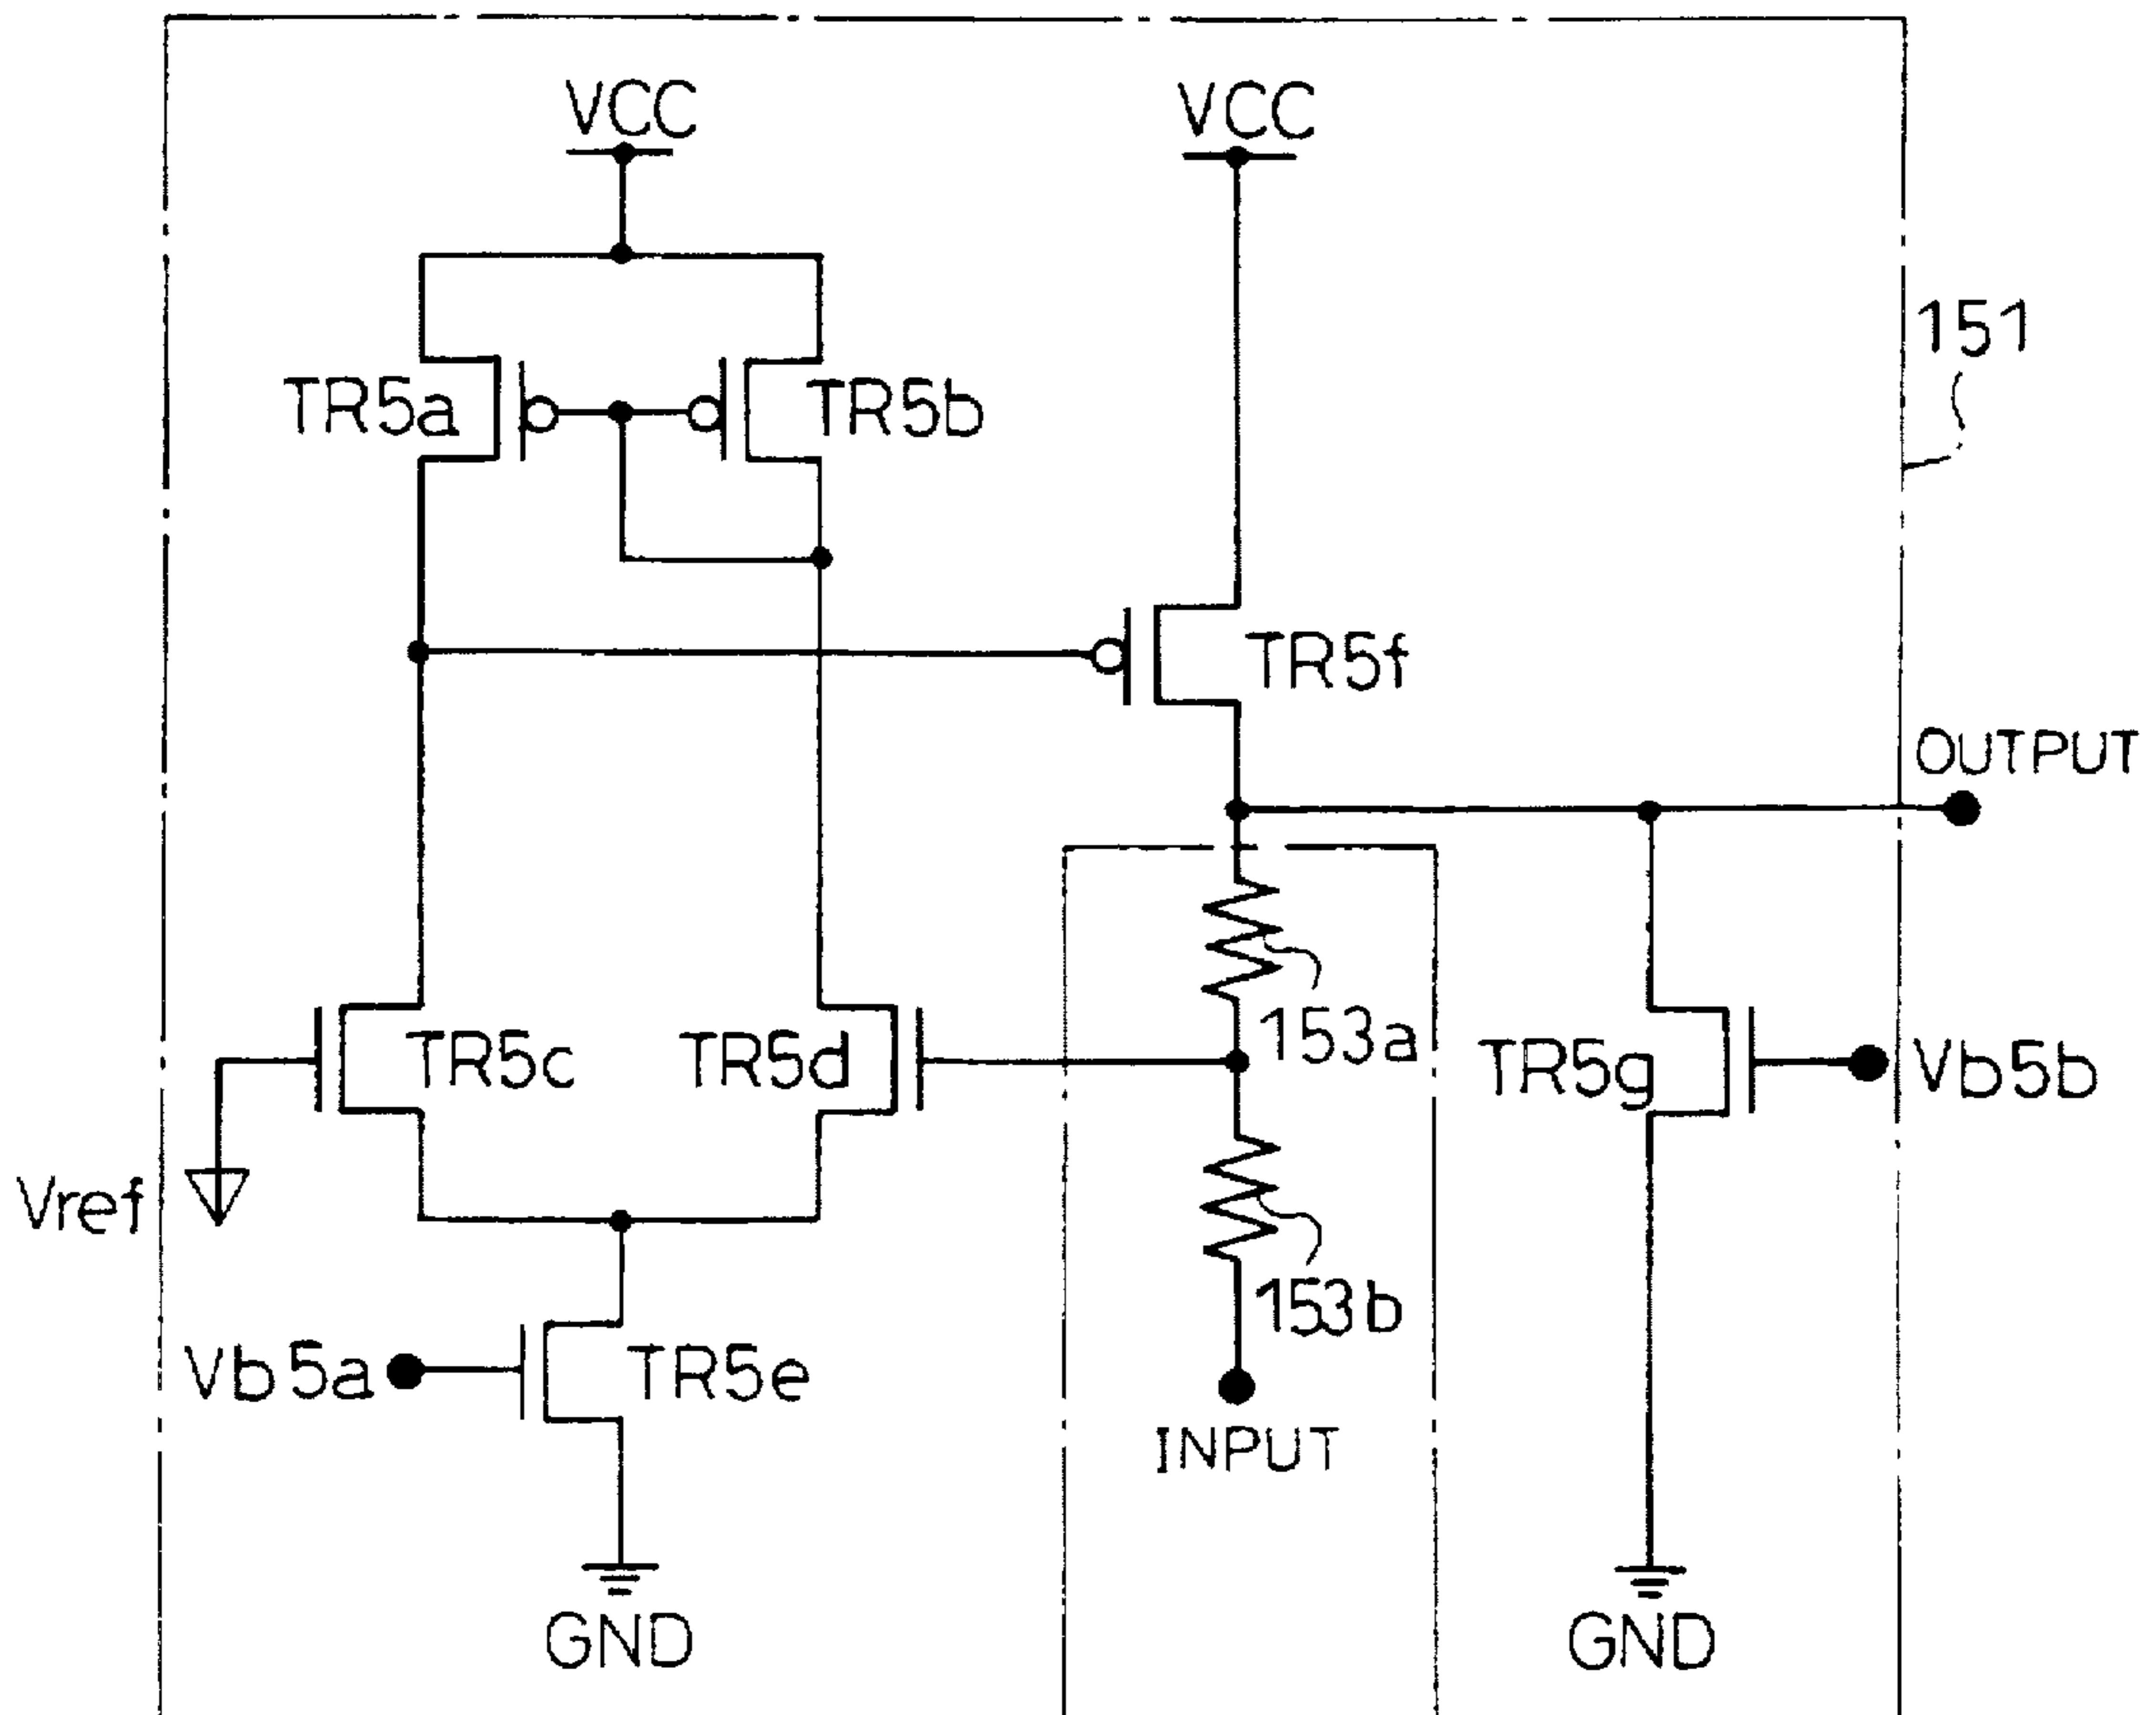 VCC
VCC
151
TR5a
TR5b
TR5f
OUTPUT
153a
TR5c
TR5d
TR5g
Vb5b
Vref
153b
Vb5a
TR5e
INPUT
GND
GND